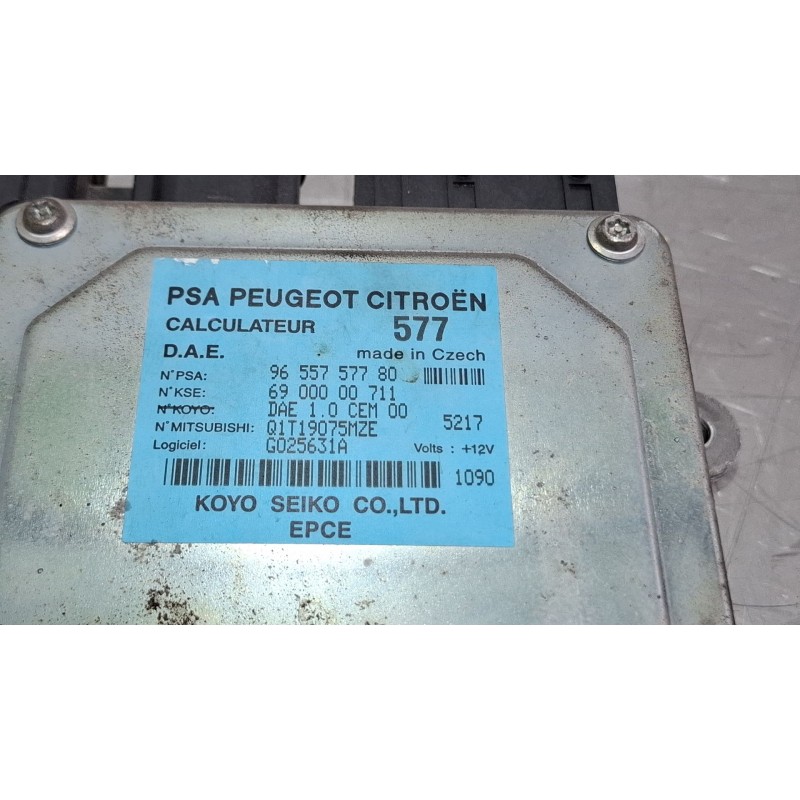 PSA PEUGEOT CITROËN
CALCULATEUR 577
D.A.E. made in Czech
N°PSA: 96 557 577 80
N°KSE: 69 000 00 711
N°KOYO: DAE 1.0 CEM 00
N°MITSUBISHI: Q1T19075MZE 5217
Logiciel: G025631A Volts : +12V
1090
KOYO SEIKO CO.,LTD.
EPCE